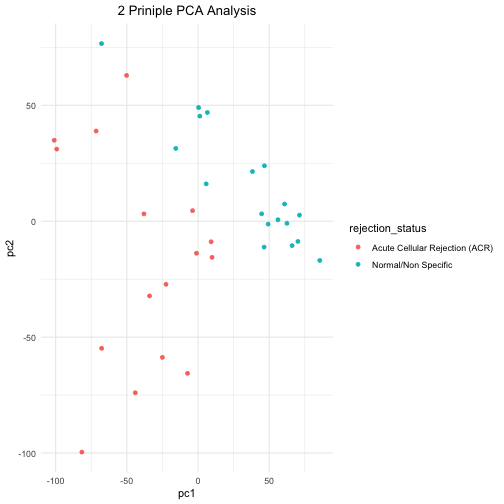 2 Priniple PCA Analysis
pc2
50
0
-50
-100
-100
-50
0
50
pc1
rejection_status
Acute Cellular Rejection (ACR)
Normal/Non Specific